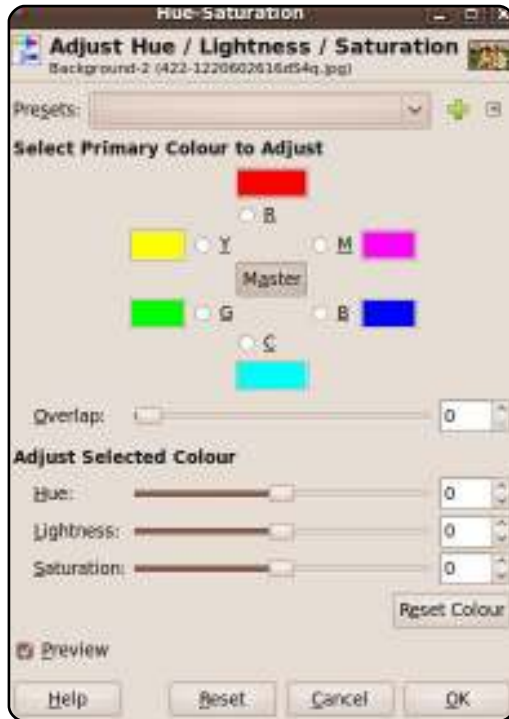 Hue-Saturation
Adjust Hue / Lightness / Saturation
Background-2 (422-1220602616dS4q.jpg)
Presets:
Select Primary Colour to Adjust
R
Y M
Master
G B
C
Overlap: 0
Adjust Selected Colour
Hue: 0
Lightness: 0
Saturation: 0
Reset Colour
Preview
Help Reset Cancel OK